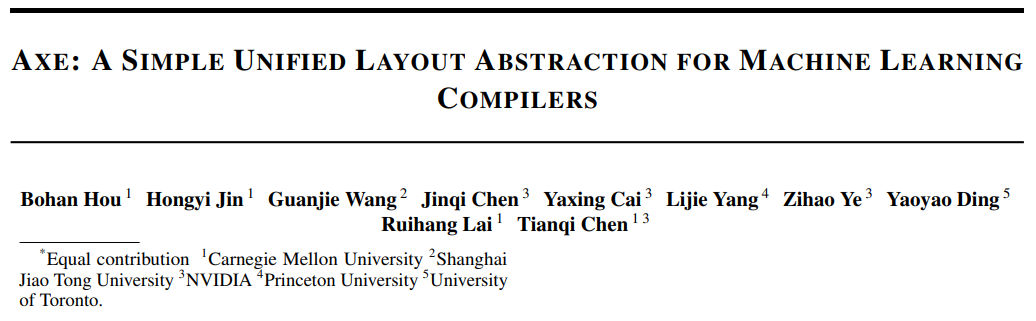 AXE: A SIMPLE UNIFIED LAYOUT ABSTRACTION FOR MACHINE LEARNING
COMPILERS
Bohan Hou 1 Hongyi Jin 1 Guanjie Wang 2 Jinqi Chen 3 Yaxing Cai 3 Lijie Yang 4 Zihao Ye 3 Yaoyao Ding 5
Ruihang Lai 1 Tianqi Chen 1 3
*Equal contribution 1Carnegie Mellon University 2Shanghai
Jiao Tong University 3NVIDIA 4Princeton University 5University
of Toronto.